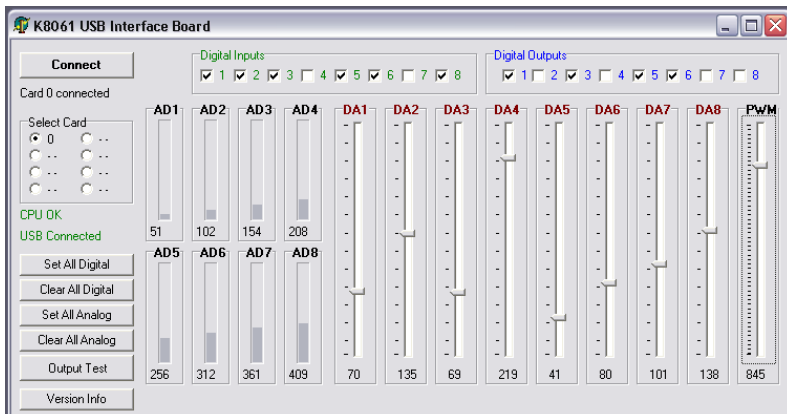 K8061 USB Interface Board
Connect
Card 0 connected
Select Card
0 --
-- --
-- --
-- --
CPU OK
USB Connected
Set All Digital
Clear All Digital
Set All Analog
Clear All Analog
Output Test
Version Info
Digital Inputs
1 2 3 4 5 6 7 8
Digital Outputs
1 2 3 4 5 6 7 8
AD1 AD2 AD3 AD4
51 102 154 208
AD5 AD6 AD7 AD8
256 312 361 409
DA1 DA2 DA3 DA4 DA5 DA6 DA7 DA8 PWM
70 135 69 219 41 80 101 138 845